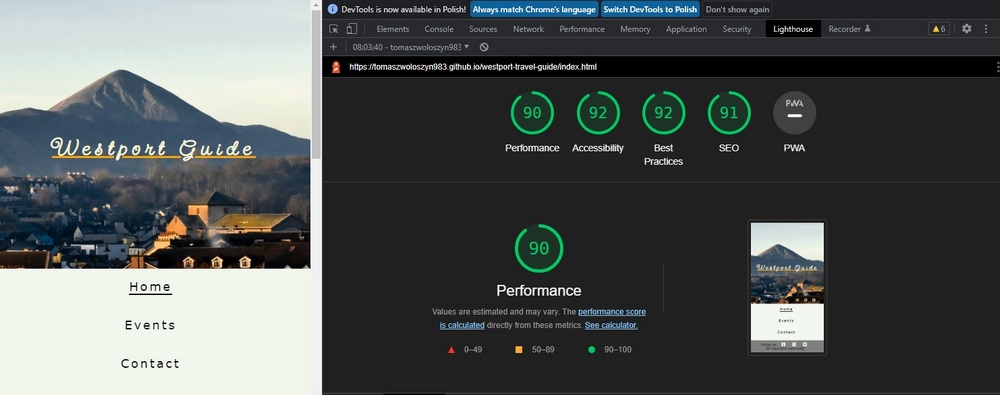 Westport Guide
Home
Events
Contact
DevTools is now available in Polish! Always match Chrome's language Switch DevTools to Polish Don't show again
Elements Console Sources Network Performance Memory Application Security Lighthouse Recorder 6
08:03:40 - tomaszwoloszyn983
https://tomaszwoloszyn983.github.io/westport-travel-guide/index.html
90 92 92 91 PWA
Performance Accessibility Best Practices SEO PWA
90
Performance
Values are estimated and may vary. The performance score
is calculated directly from these metrics. See calculator.
0–49 50–89 90–100
Westport Guide
Home
Events
Contact